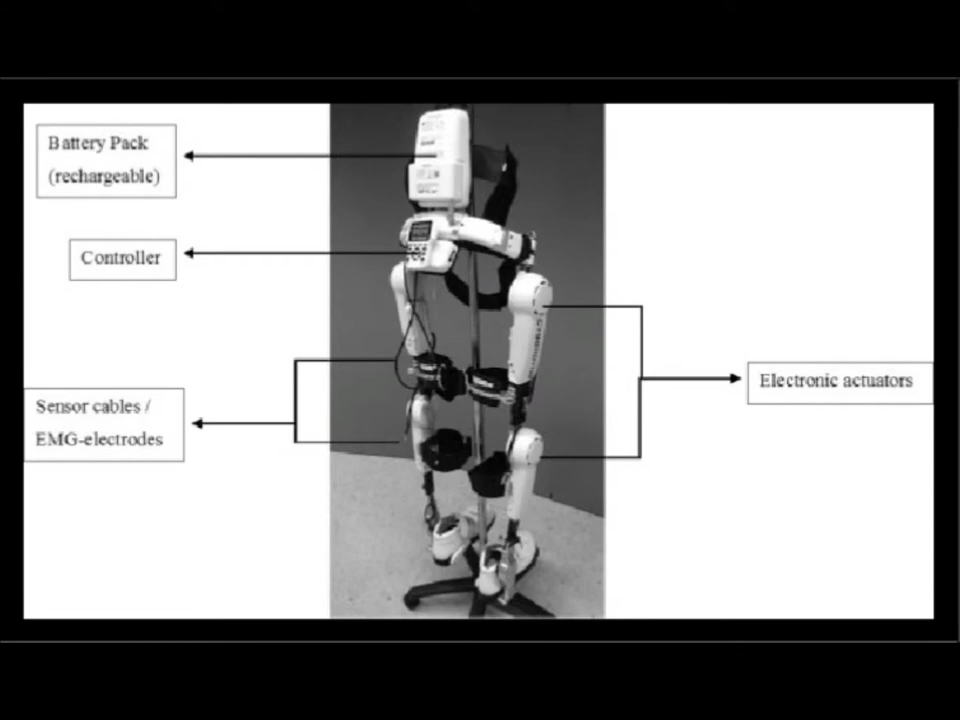 Battery Pack
(rechargeable)
Controller
Sensor cables /
EMG-electrodes
Electronic actuators